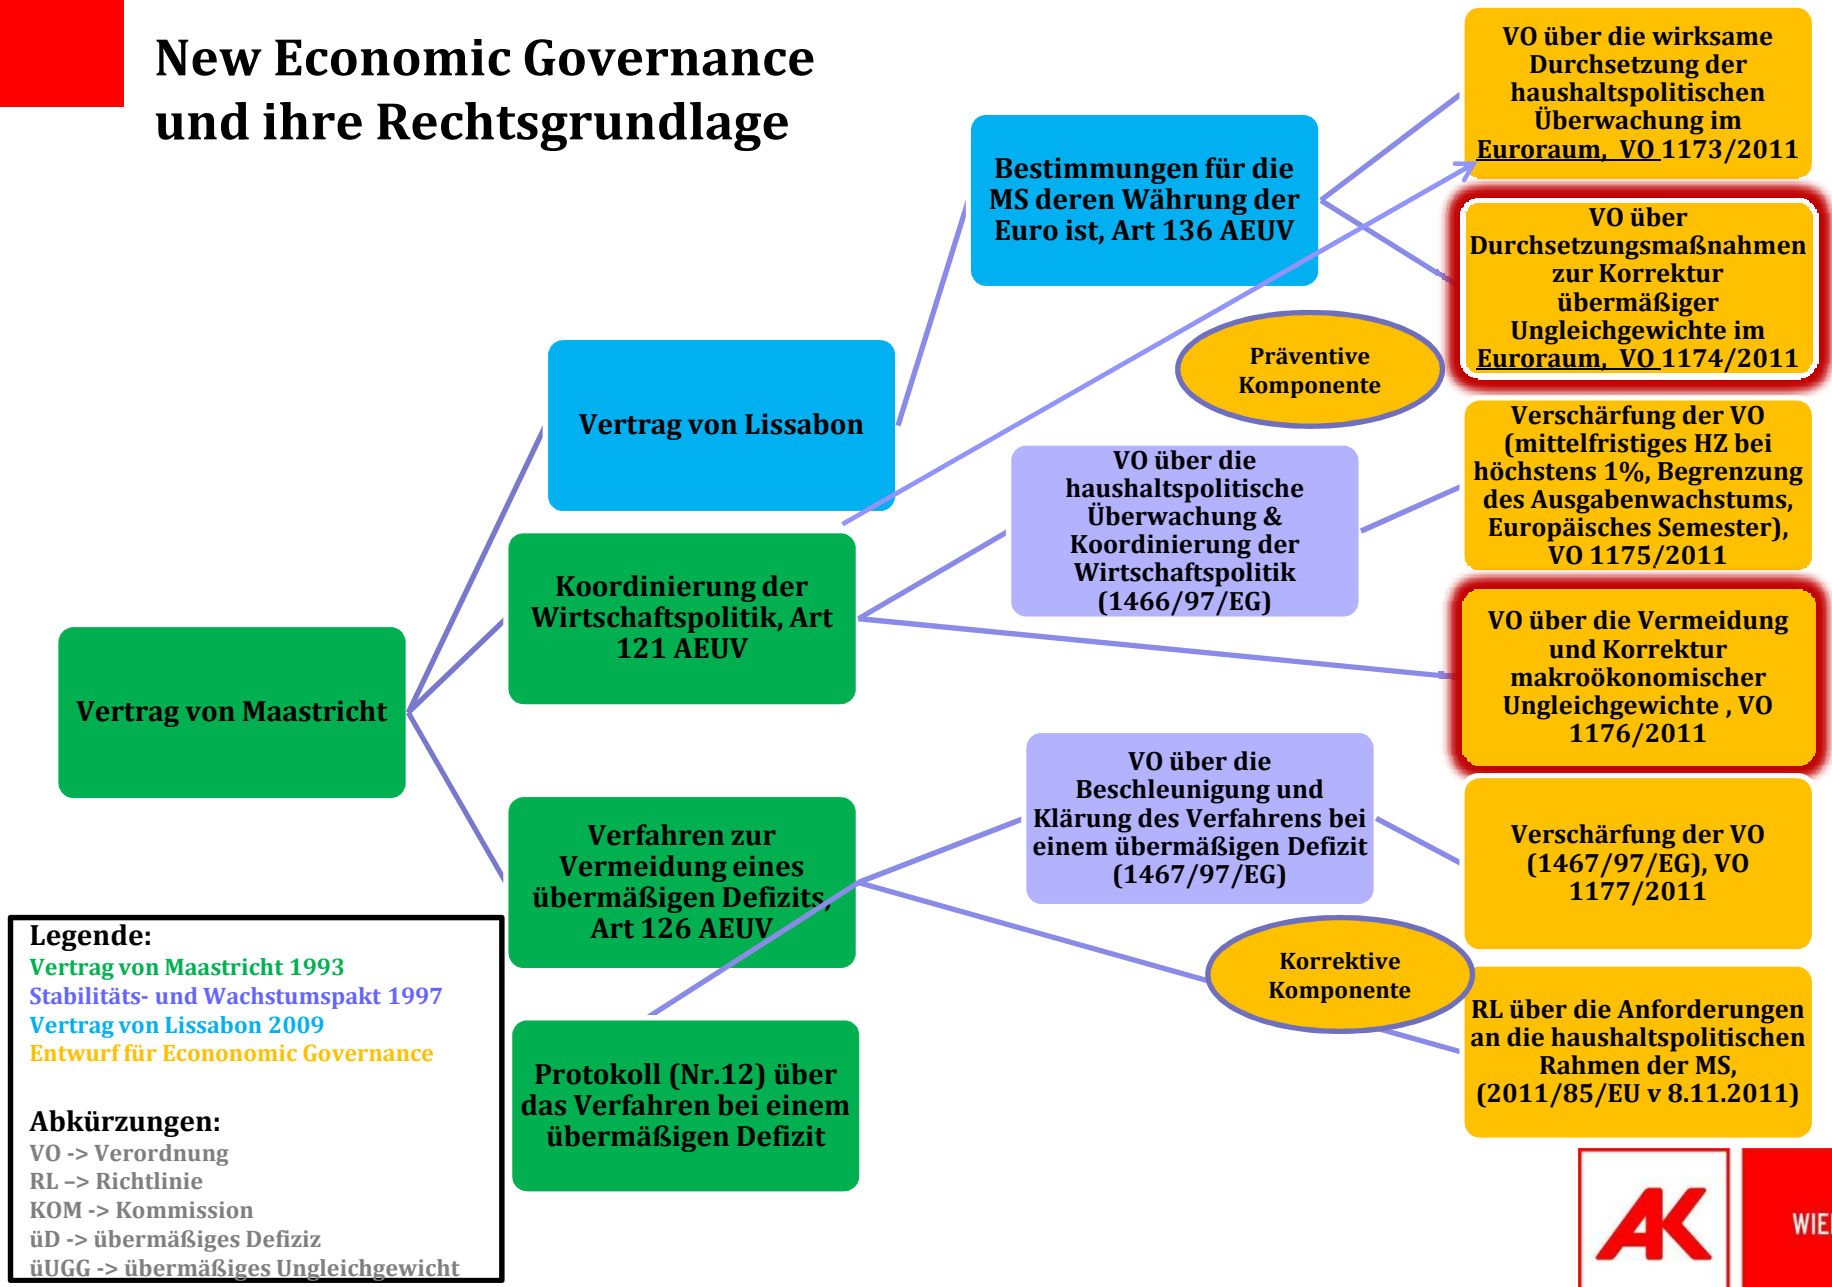 New Economic Governance
und ihre Rechtsgrundlage
Vertrag von Maastricht
Vertrag von Lissabon
Koordinierung der
Wirtschaftspolitik, Art
121 AEUV
Verfahren zur
Vermeidung eines
übermäßigen Defizits,
Art 126 AEUV
Protokoll (Nr.12) über
das Verfahren bei einem
übermäßigen Defizit
Bestimmungen für die
MS deren Währung der
Euro ist, Art 136 AEUV
Präventive
Komponente
VO über die
haushaltspolitische
Überwachung &
Koordinierung der
Wirtschaftspolitik
(1466/97/EG)
VO über die
Beschleunigung und
Klärung des Verfahrens bei
einem übermäßigen Defizit
(1467/97/EG)
Korrektive
Komponente
VO über die wirksame
Durchsetzung der
haushaltspolitischen
Überwachung im
Euroraum, VO 1173/2011
VO über
Durchsetzungsmaßnahmen
zur Korrektur
übermäßiger
Ungleichgewichte im
Euroraum, VO 1174/2011
Verschärfung der VO
(mittelfristiges HZ bei
höchstens 1%, Begrenzung
des Ausgabenwachstums,
Europäisches Semester),
VO 1175/2011
VO über die Vermeidung
und Korrektur
makroökonomischer
Ungleichgewichte , VO
1176/2011
Verschärfung der VO
(1467/97/EG), VO
1177/2011
RL über die Anforderungen
an die haushaltspolitischen
Rahmen der MS,
(2011/85/EU v 8.11.2011)
Legende:
Vertrag von Maastricht 1993
Stabilitäts- und Wachstumspakt 1997
Vertrag von Lissabon 2009
Entwurf für Econonomic Governance
Abkürzungen:
VO -> Verordnung
RL –> Richtlinie
KOM -> Kommission
üD -> übermäßiges Defiziz
üUGG -> übermäßiges Ungleichgewicht
AK